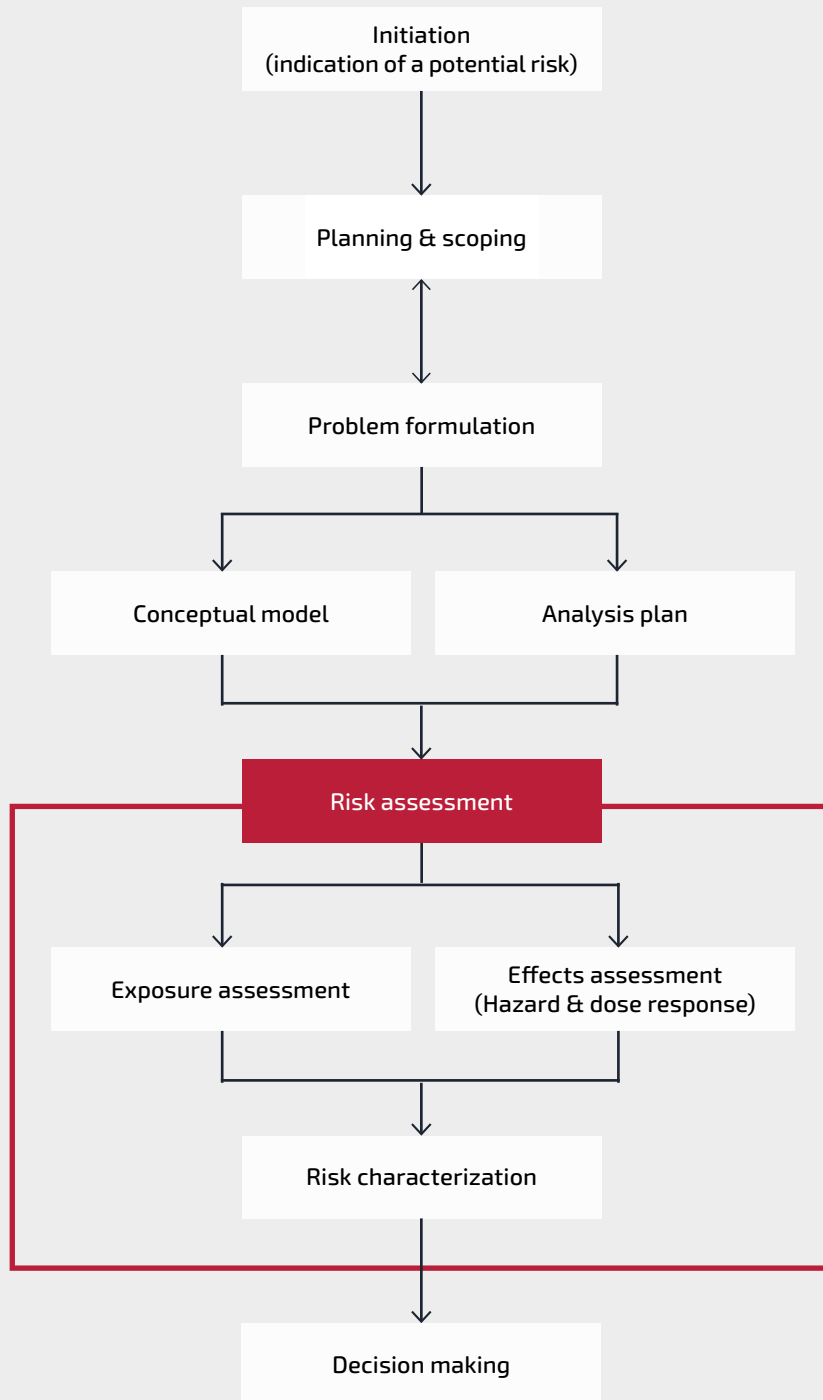 Initiation
(indication of a potential risk)
Planning & scoping
Problem formulation
Conceptual model
Analysis plan
Risk assessment
Exposure assessment
Effects assessment
(Hazard & dose response)
Risk characterization
Decision making